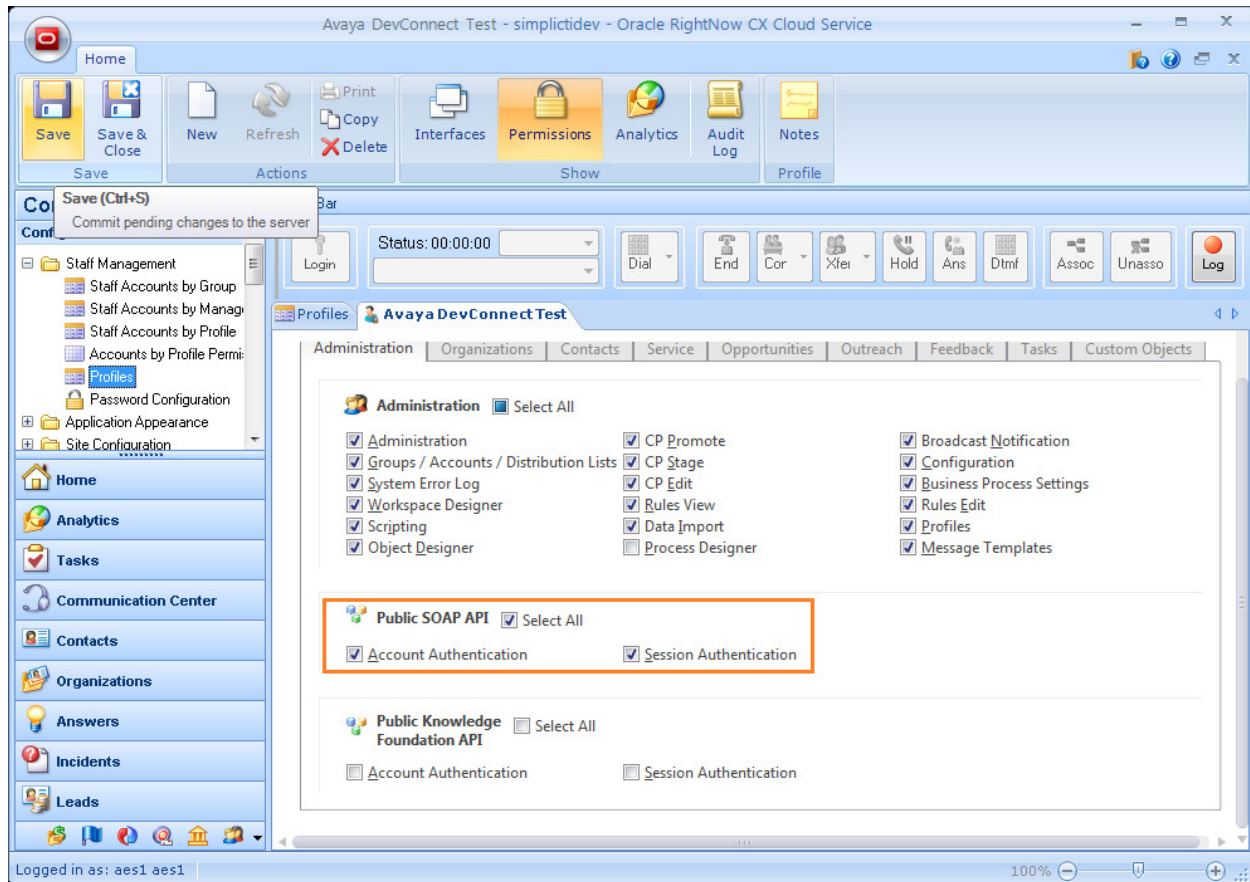 Avaya DevConnect Test - simplictidev - Oracle RightNow CX Cloud Service
Home
Save
Save & Close
New
Refresh
Print
Copy
Delete
Interfaces
Permissions
Analytics
Audit Log
Notes
Save
Actions
Show
Profile
Save (Ctrl+S)
Commit pending changes to the server
Co
Bar
Conf
Staff Management
Staff Accounts by Group
Staff Accounts by Manag
Staff Accounts by Profile
Accounts by Profile Permi
Profiles
Password Configuration
Application Appearance
Site Configuration
Login
Status: 00:00:00
Dial
End
Cor
Xfer
Hold
Ans
Dtmf
Assoc
Unasso
Log
Profiles
Avaya DevConnect Test
Administration
Organizations
Contacts
Service
Opportunities
Outreach
Feedback
Tasks
Custom Objects
Administration Select All
Administration
CP Promote
Broadcast Notification
Groups / Accounts / Distribution Lists
CP Stage
Configuration
System Error Log
CP Edit
Business Process Settings
Workspace Designer
Rules View
Rules Edit
Scripting
Data Import
Profiles
Object Designer
Process Designer
Message Templates
Public SOAP API Select All
Account Authentication
Session Authentication
Public Knowledge Foundation API Select All
Account Authentication
Session Authentication
Home
Analytics
Tasks
Communication Center
Contacts
Organizations
Answers
Incidents
Leads
Logged in as: aes1 aes1
100%